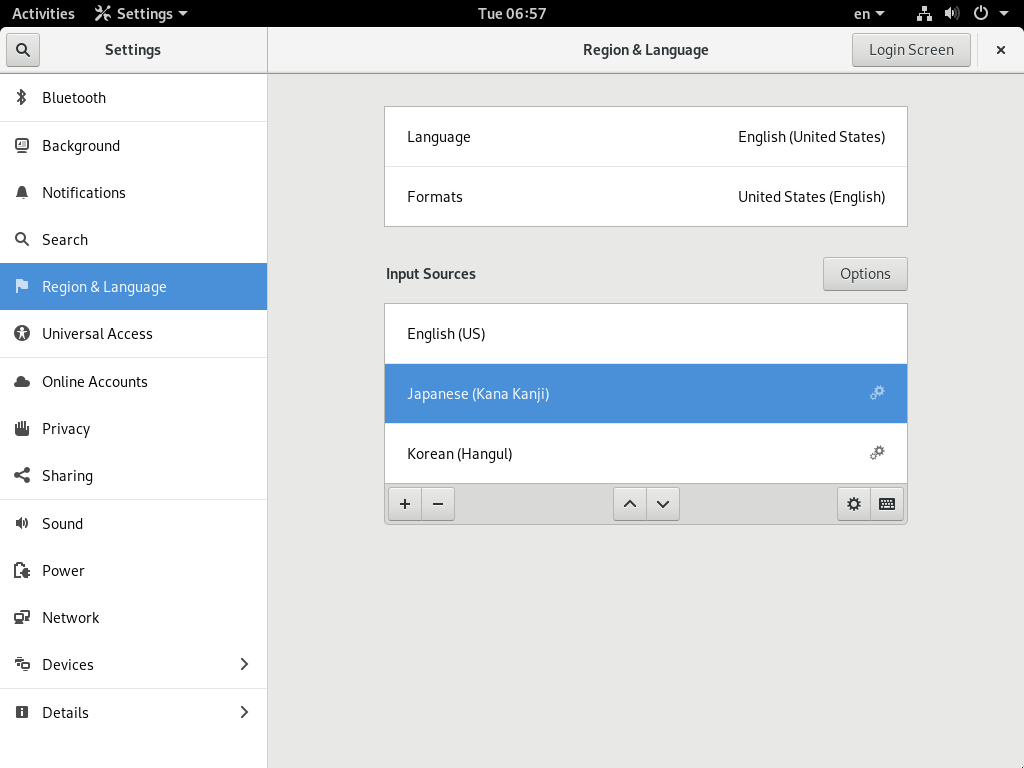 Activities Settings Tue 06:57 en
Settings Region & Language Login Screen
Bluetooth
Background
Notifications
Search
Region & Language
Universal Access
Online Accounts
Privacy
Sharing
Sound
Power
Network
Devices
Details
Language English (United States)
Formats United States (English)
Input Sources Options
English (US)
Japanese (Kana Kanji)
Korean (Hangul)